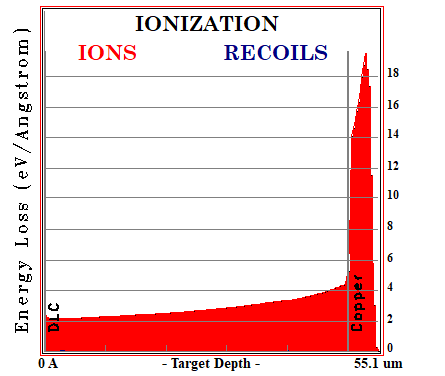 IONIZATION
IONS RECOILS
Energy Loss (eV/Angstrom)
18
16
14
12
10
8
6
4
2
0
DLC
Copper
0 A - Target Depth - 55.1 um